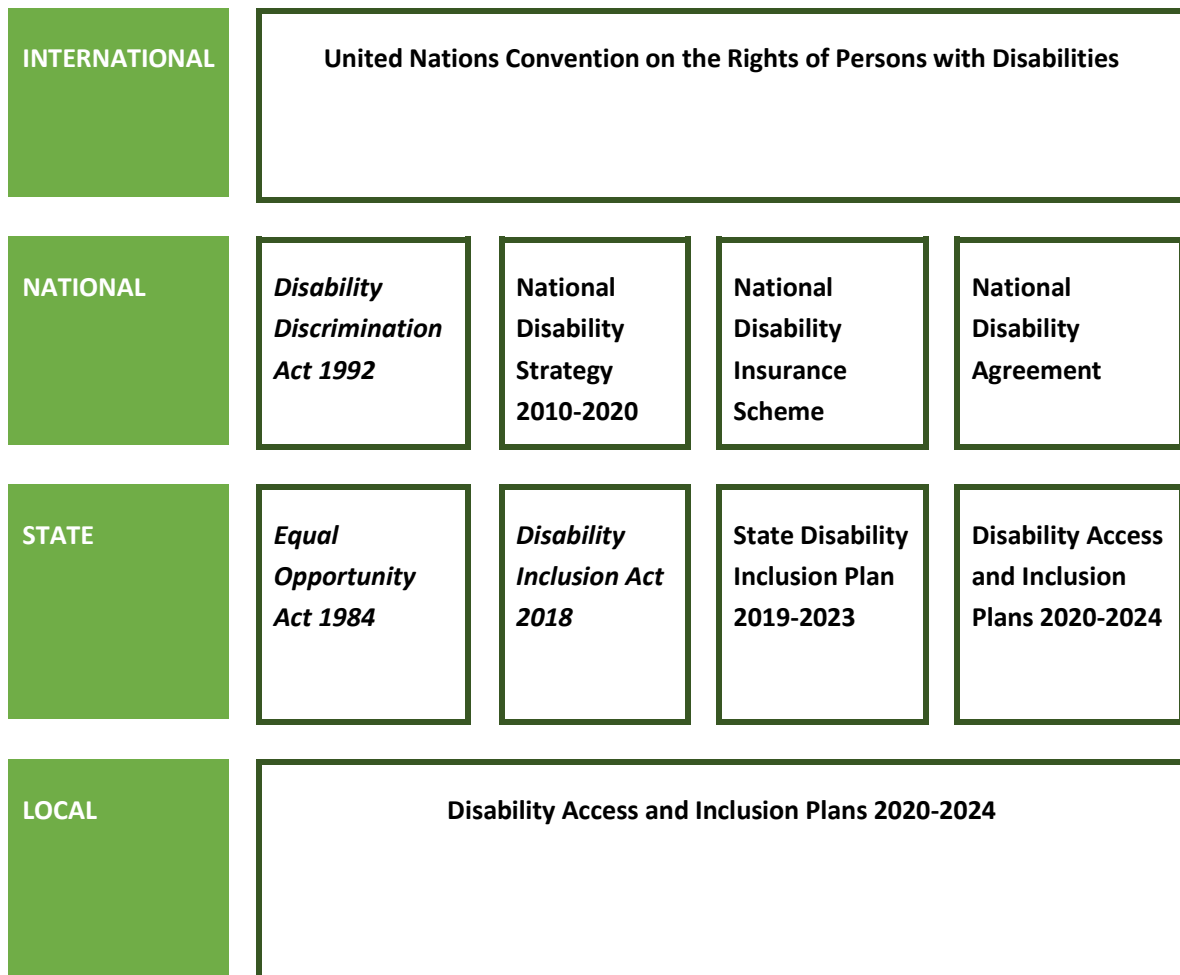 INTERNATIONAL
United Nations Convention on the Rights of Persons with Disabilities
NATIONAL
Disability
Discrimination
Act 1992
National
Disability
Strategy
2010-2020
National
Disability
Insurance
Scheme
National
Disability
Agreement
STATE
Equal
Opportunity
Act 1984
Disability
Inclusion Act
2018
State Disability
Inclusion Plan
2019-2023
Disability Access
and Inclusion
Plans 2020-2024
LOCAL
Disability Access and Inclusion Plans 2020-2024